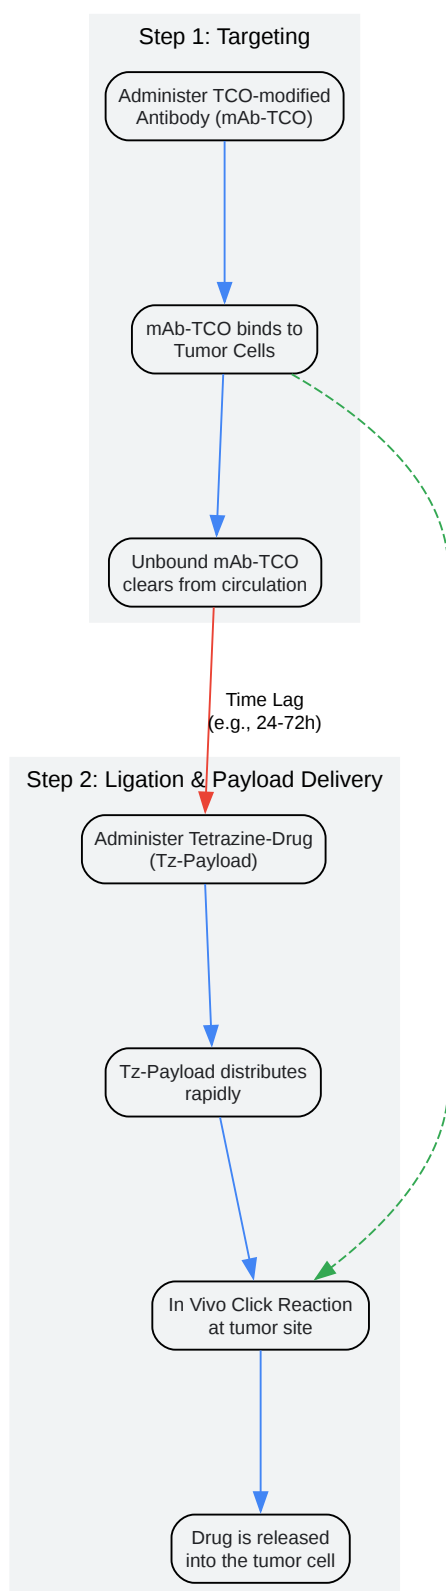 Step 1: Targeting
Administer TCO-modified
Antibody (mAb-TCO)
mAb-TCO binds to
Tumor Cells
Unbound mAb-TCO
clears from circulation
Time Lag
(e.g., 24-72h)
Step 2: Ligation & Payload Delivery
Administer Tetrazine-Drug
(Tz-Payload)
Tz-Payload distributes
rapidly
In Vivo Click Reaction
at tumor site
Drug is released
into the tumor cell